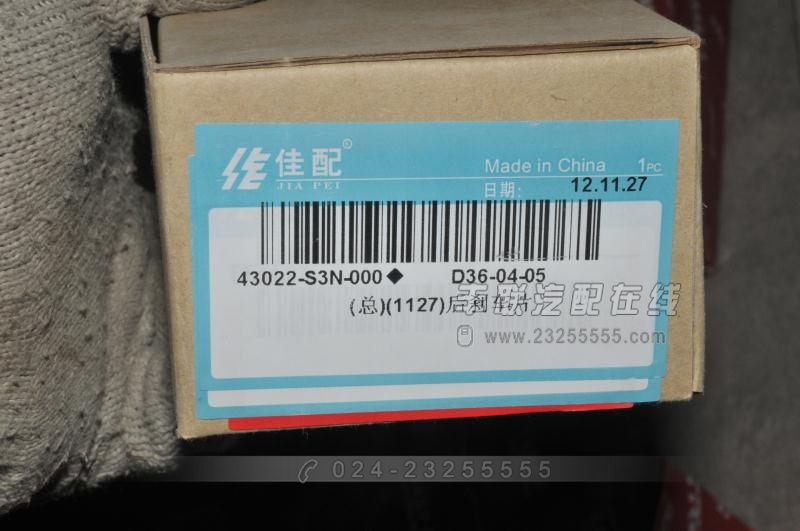 佳配®
JIA PEI
Made in China 1PC
日期: 12.11.27
43022-S3N-000◆ D36-04-05
(总)(1127)后刹车片
天联汽配在线
www.23255555.com
024-23255555